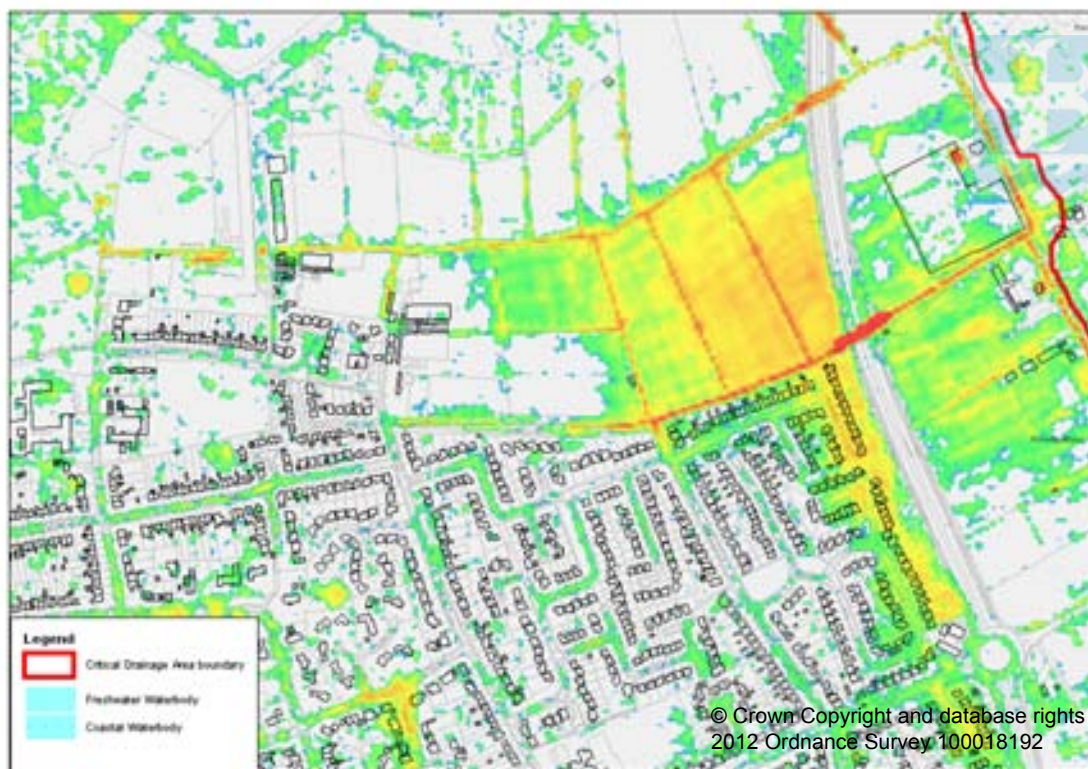 Legend
Critical Drainage Area boundary
Freshwater Waterbody
Coastal Waterbody
© Crown Copyright and database rights
2012 Ordnance Survey 100018192